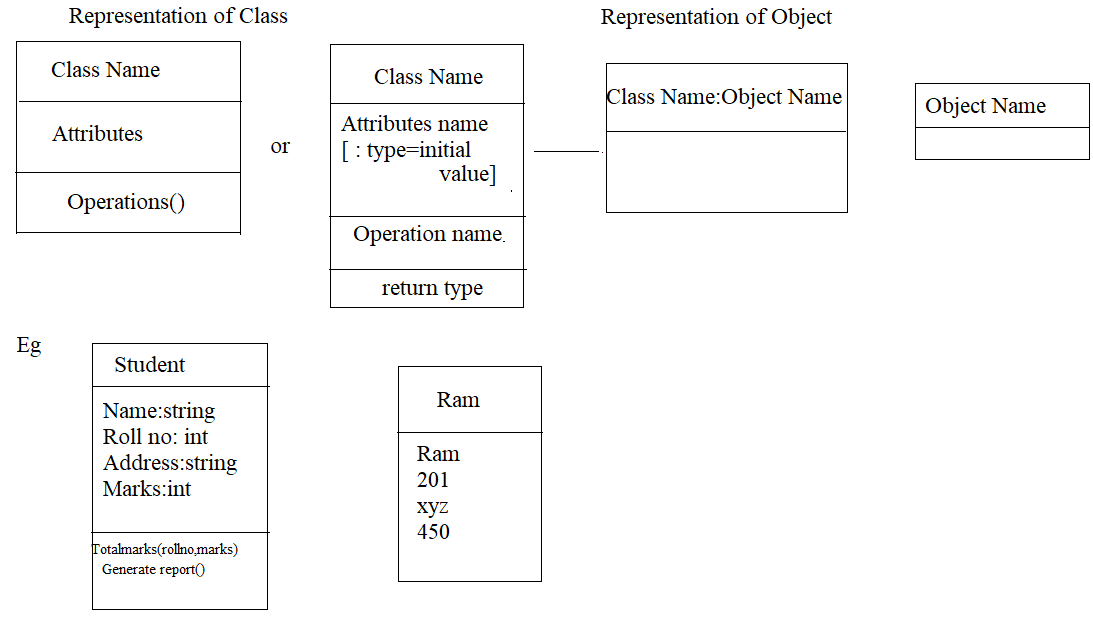 Representation of Class
Representation of Object
Class Name
Attributes
Operations()
or
Class Name
Attributes name
[ : type=initial
value]
Operation name.
return type
Class Name:Object Name
Object Name
Eg
Student
Name:string
Roll no: int
Address:string
Marks:int
Totalmarks(rollno,marks)
Generate report()
Ram
Ram
201
xyz
450